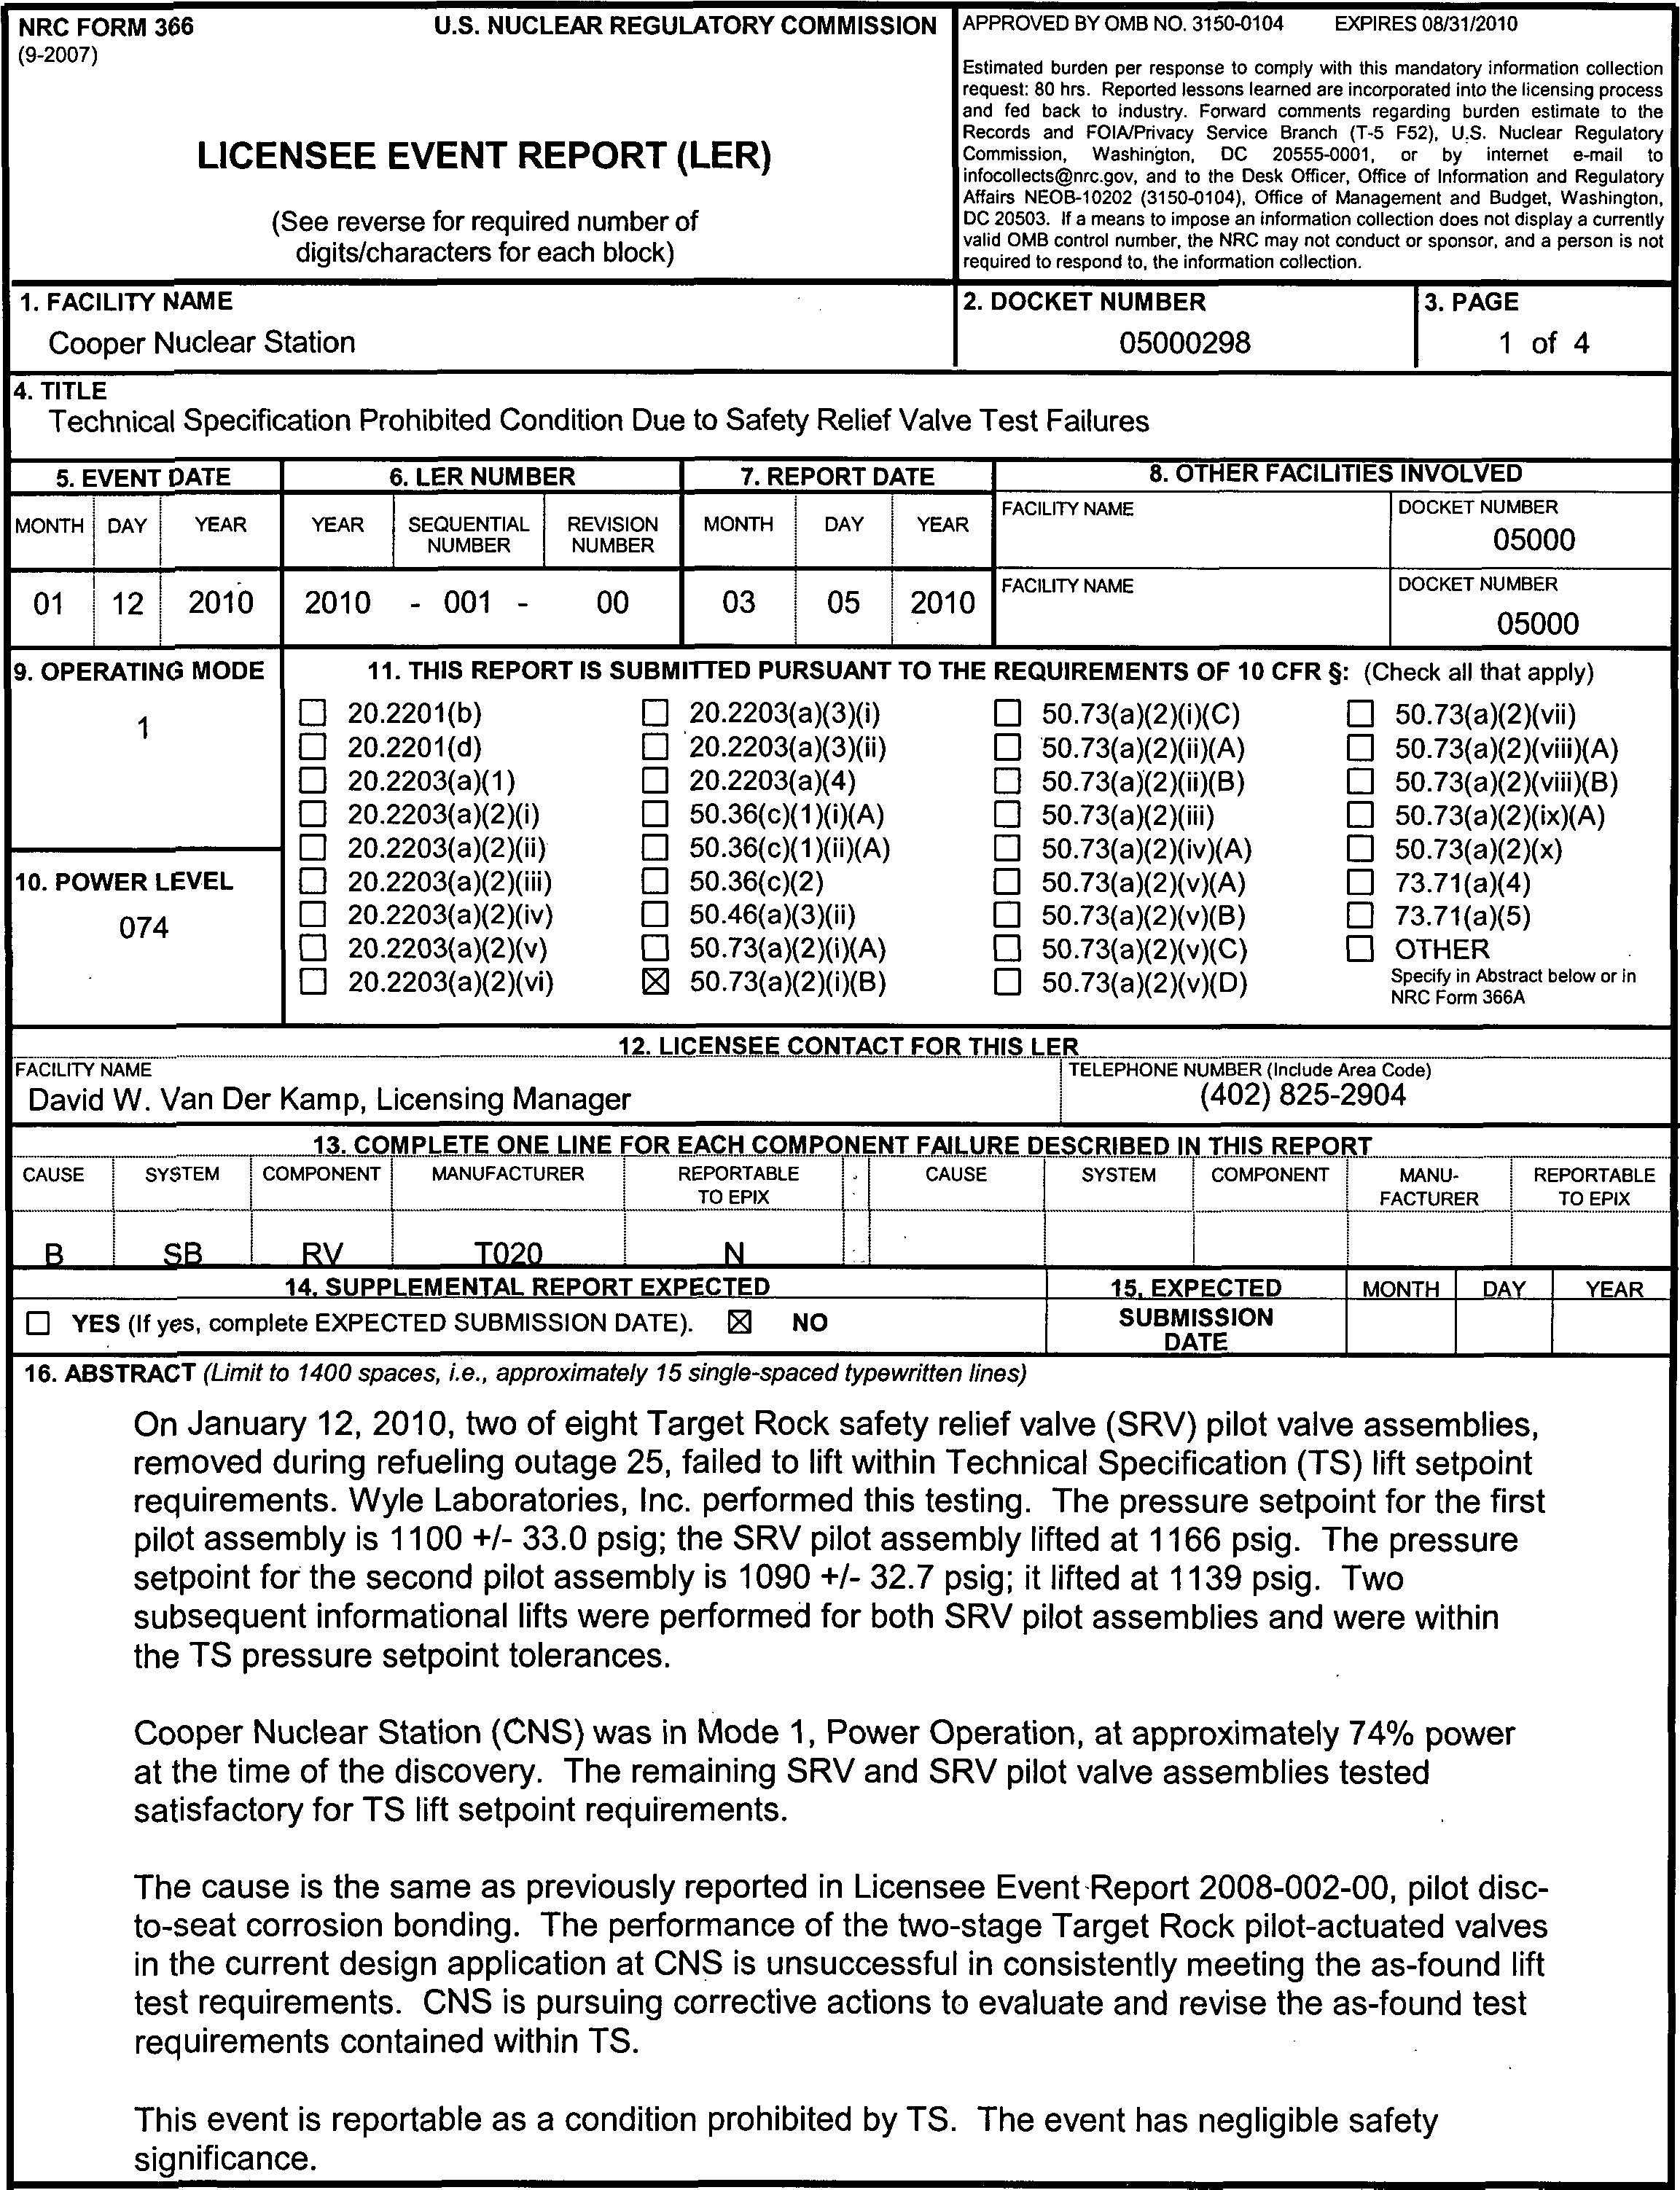 NRC FORM 366
(9-2007)
U.S. NUCLEAR REGULATORY COMMISSION
LICENSEE EVENT REPORT (LER)
(See reverse for required number of
digits/characters for each block)
APPROVED BY OMB NO. 3150-0104 EXPIRES 08/31/2010
Estimated burden per response to comply with this mandatory information collection
request: 80 hrs. Reported lessons learned are incorporated into the licensing process
and fed back to industry. Forward comments regarding burden estimate to the
Records and FOIA/Privacy Service Branch (T-5 F52), U.S. Nuclear Regulatory
Commission, Washington, DC 20555-0001, or by internet e-mail to
infocollects@nrc.gov, and to the Desk Officer, Office of Information and Regulatory
Affairs NEOB-10202 (3150-0104), Office of Management and Budget, Washington,
DC 20503. If a means to impose an information collection does not display a currently
valid OMB control number, the NRC may not conduct or sponsor, and a person is not
required to respond to, the information collection.
1. FACILITY NAME
Cooper Nuclear Station
2. DOCKET NUMBER
05000298
3. PAGE
1 of 4
4. TITLE
Technical Specification Prohibited Condition Due to Safety Relief Valve Test Failures
5. EVENT DATE 6. LER NUMBER 7. REPORT DATE 8. OTHER FACILITIES INVOLVED
MONTH DAY YEAR YEAR SEQUENTIAL NUMBER REVISION NUMBER MONTH DAY YEAR
FACILITY NAME DOCKET NUMBER
05000
01 12 2010 2010 - 001 - 00 03 05 2010
FACILITY NAME DOCKET NUMBER
05000
9. OPERATING MODE
1
10. POWER LEVEL
074
11. THIS REPORT IS SUBMITTED PURSUANT TO THE REQUIREMENTS OF 10 CFR §: (Check all that apply)
☐ 20.2201(b) ☐ 20.2203(a)(3)(i) ☐ 50.73(a)(2)(i)(C) ☐ 50.73(a)(2)(vii)
☐ 20.2201(d) ☐ 20.2203(a)(3)(ii) ☐ 50.73(a)(2)(ii)(A) ☐ 50.73(a)(2)(viii)(A)
☐ 20.2203(a)(1) ☐ 20.2203(a)(4) ☐ 50.73(a)(2)(ii)(B) ☐ 50.73(a)(2)(viii)(B)
☐ 20.2203(a)(2)(i) ☐ 50.36(c)(1)(i)(A) ☐ 50.73(a)(2)(iii) ☐ 50.73(a)(2)(ix)(A)
☐ 20.2203(a)(2)(ii) ☐ 50.36(c)(1)(ii)(A) ☐ 50.73(a)(2)(iv)(A) ☐ 50.73(a)(2)(x)
☐ 20.2203(a)(2)(iii) ☐ 50.36(c)(2) ☐ 50.73(a)(2)(v)(A) ☐ 73.71(a)(4)
☐ 20.2203(a)(2)(iv) ☐ 50.46(a)(3)(ii) ☐ 50.73(a)(2)(v)(B) ☐ 73.71(a)(5)
☐ 20.2203(a)(2)(v) ☐ 50.73(a)(2)(i)(A) ☐ 50.73(a)(2)(v)(C) ☐ OTHER
☐ 20.2203(a)(2)(vi) ☒ 50.73(a)(2)(i)(B) ☐ 50.73(a)(2)(v)(D)
Specify in Abstract below or in
NRC Form 366A
12. LICENSEE CONTACT FOR THIS LER
FACILITY NAME
David W. Van Der Kamp, Licensing Manager
TELEPHONE NUMBER (Include Area Code)
(402) 825-2904
13. COMPLETE ONE LINE FOR EACH COMPONENT FAILURE DESCRIBED IN THIS REPORT
CAUSE SYSTEM COMPONENT MANUFACTURER REPORTABLE TO EPIX CAUSE SYSTEM COMPONENT MANU-FACTURER REPORTABLE TO EPIX
B SB RV T020 N
14. SUPPLEMENTAL REPORT EXPECTED
☐ YES (If yes, complete EXPECTED SUBMISSION DATE). ☒ NO
15. EXPECTED
SUBMISSION
DATE
MONTH DAY YEAR
16. ABSTRACT (Limit to 1400 spaces, i.e., approximately 15 single-spaced typewritten lines)
On January 12, 2010, two of eight Target Rock safety relief valve (SRV) pilot valve assemblies,
removed during refueling outage 25, failed to lift within Technical Specification (TS) lift setpoint
requirements. Wyle Laboratories, Inc. performed this testing. The pressure setpoint for the first
pilot assembly is 1100 +/- 33.0 psig; the SRV pilot assembly lifted at 1166 psig. The pressure
setpoint for the second pilot assembly is 1090 +/- 32.7 psig; it lifted at 1139 psig. Two
subsequent informational lifts were performed for both SRV pilot assemblies and were within
the TS pressure setpoint tolerances.
Cooper Nuclear Station (CNS) was in Mode 1, Power Operation, at approximately 74% power
at the time of the discovery. The remaining SRV and SRV pilot valve assemblies tested
satisfactory for TS lift setpoint requirements.
The cause is the same as previously reported in Licensee Event Report 2008-002-00, pilot disc-
to-seat corrosion bonding. The performance of the two-stage Target Rock pilot-actuated valves
in the current design application at CNS is unsuccessful in consistently meeting the as-found lift
test requirements. CNS is pursuing corrective actions to evaluate and revise the as-found test
requirements contained within TS.
This event is reportable as a condition prohibited by TS. The event has negligible safety
significance.